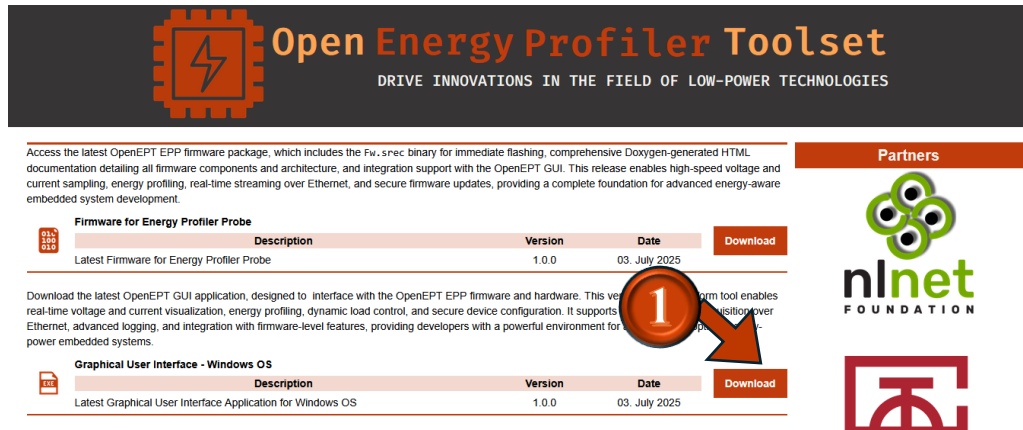 Open Energy Profiler Toolset
DRIVE INNOVATIONS IN THE FIELD OF LOW-POWER TECHNOLOGIES
Access the latest OpenEPT EPP firmware package, which includes the Fw.srec binary for immediate flashing, comprehensive Doxygen-generated HTML
documentation detailing all firmware components and architecture, and integration support with the OpenEPT GUI. This release enables high-speed voltage and
current sampling, energy profiling, real-time streaming over Ethernet, and secure firmware updates, providing a complete foundation for advanced energy-aware
embedded system development.
Firmware for Energy Profiler Probe
010
100
010
Description Version Date Download
Latest Firmware for Energy Profiler Probe 1.0.0 03. July 2025
Download the latest OpenEPT GUI application, designed to interface with the OpenEPT EPP firmware and hardware. This tool enables
real-time voltage and current visualization, energy profiling, dynamic load control, and secure device configuration. It supports over
Ethernet, advanced logging, and integration with firmware-level features, providing developers with a powerful environment for
power embedded systems.
1
Graphical User Interface - Windows OS
EXE
Description Version Date Download
Latest Graphical User Interface Application for Windows OS 1.0.0 03. July 2025
Partners
nlnet
FOUNDATION